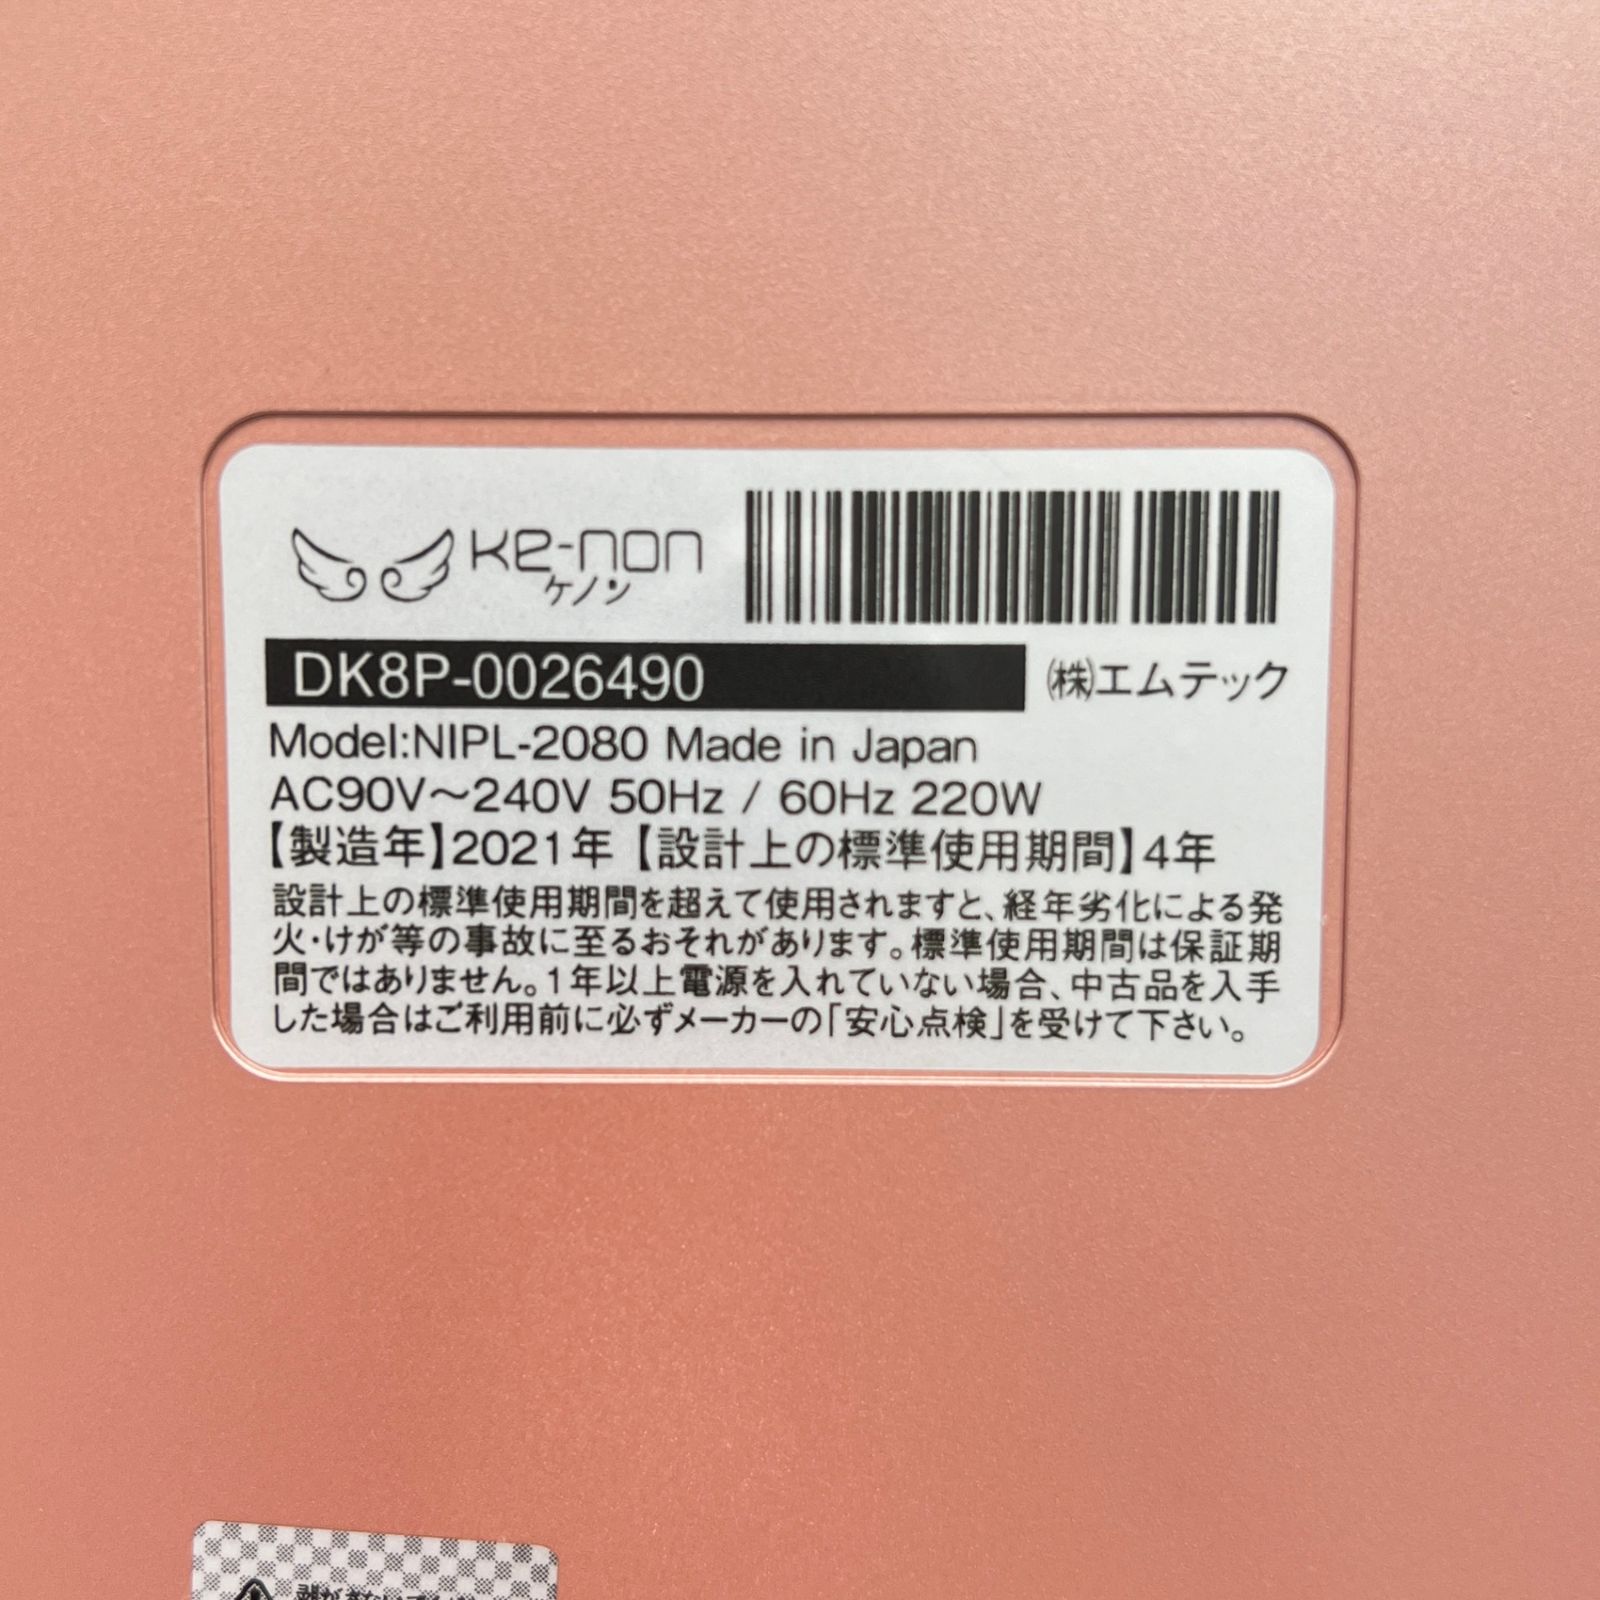 ke-non
ケノン
DK8P-0026490
㈱エムテック
Model:NIPL-2080 Made in Japan
AC90V～240V 50Hz / 60Hz 220W
【製造年】2021年【設計上の標準使用期間】4年
設計上の標準使用期間を超えて使用されますと、経年劣化による発
火・けが等の事故に至るおそれがあります。標準使用期間は保証期
間ではありません。1年以上電源を入れていない場合、中古品を入手
した場合はご利用前に必ずメーカーの「安心点検」を受けて下さい。